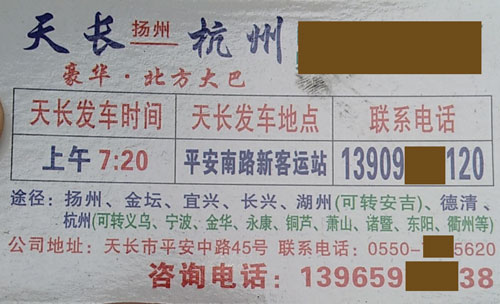 天长 扬州 杭州
豪华·北方大巴
天长发车时间 天长发车地点 联系电话
上午7:20 平安南路新客运站 13909 120
途径：扬州、金坛、宜兴、长兴、湖州(可转安吉)、德清、
杭州(可转义乌、宁波、金华、永康、铜芦、萧山、诸暨、东阳、衢州等)
公司地址：天长市平安中路45号 联系电话：0550- 5620
咨询电话：139659 38